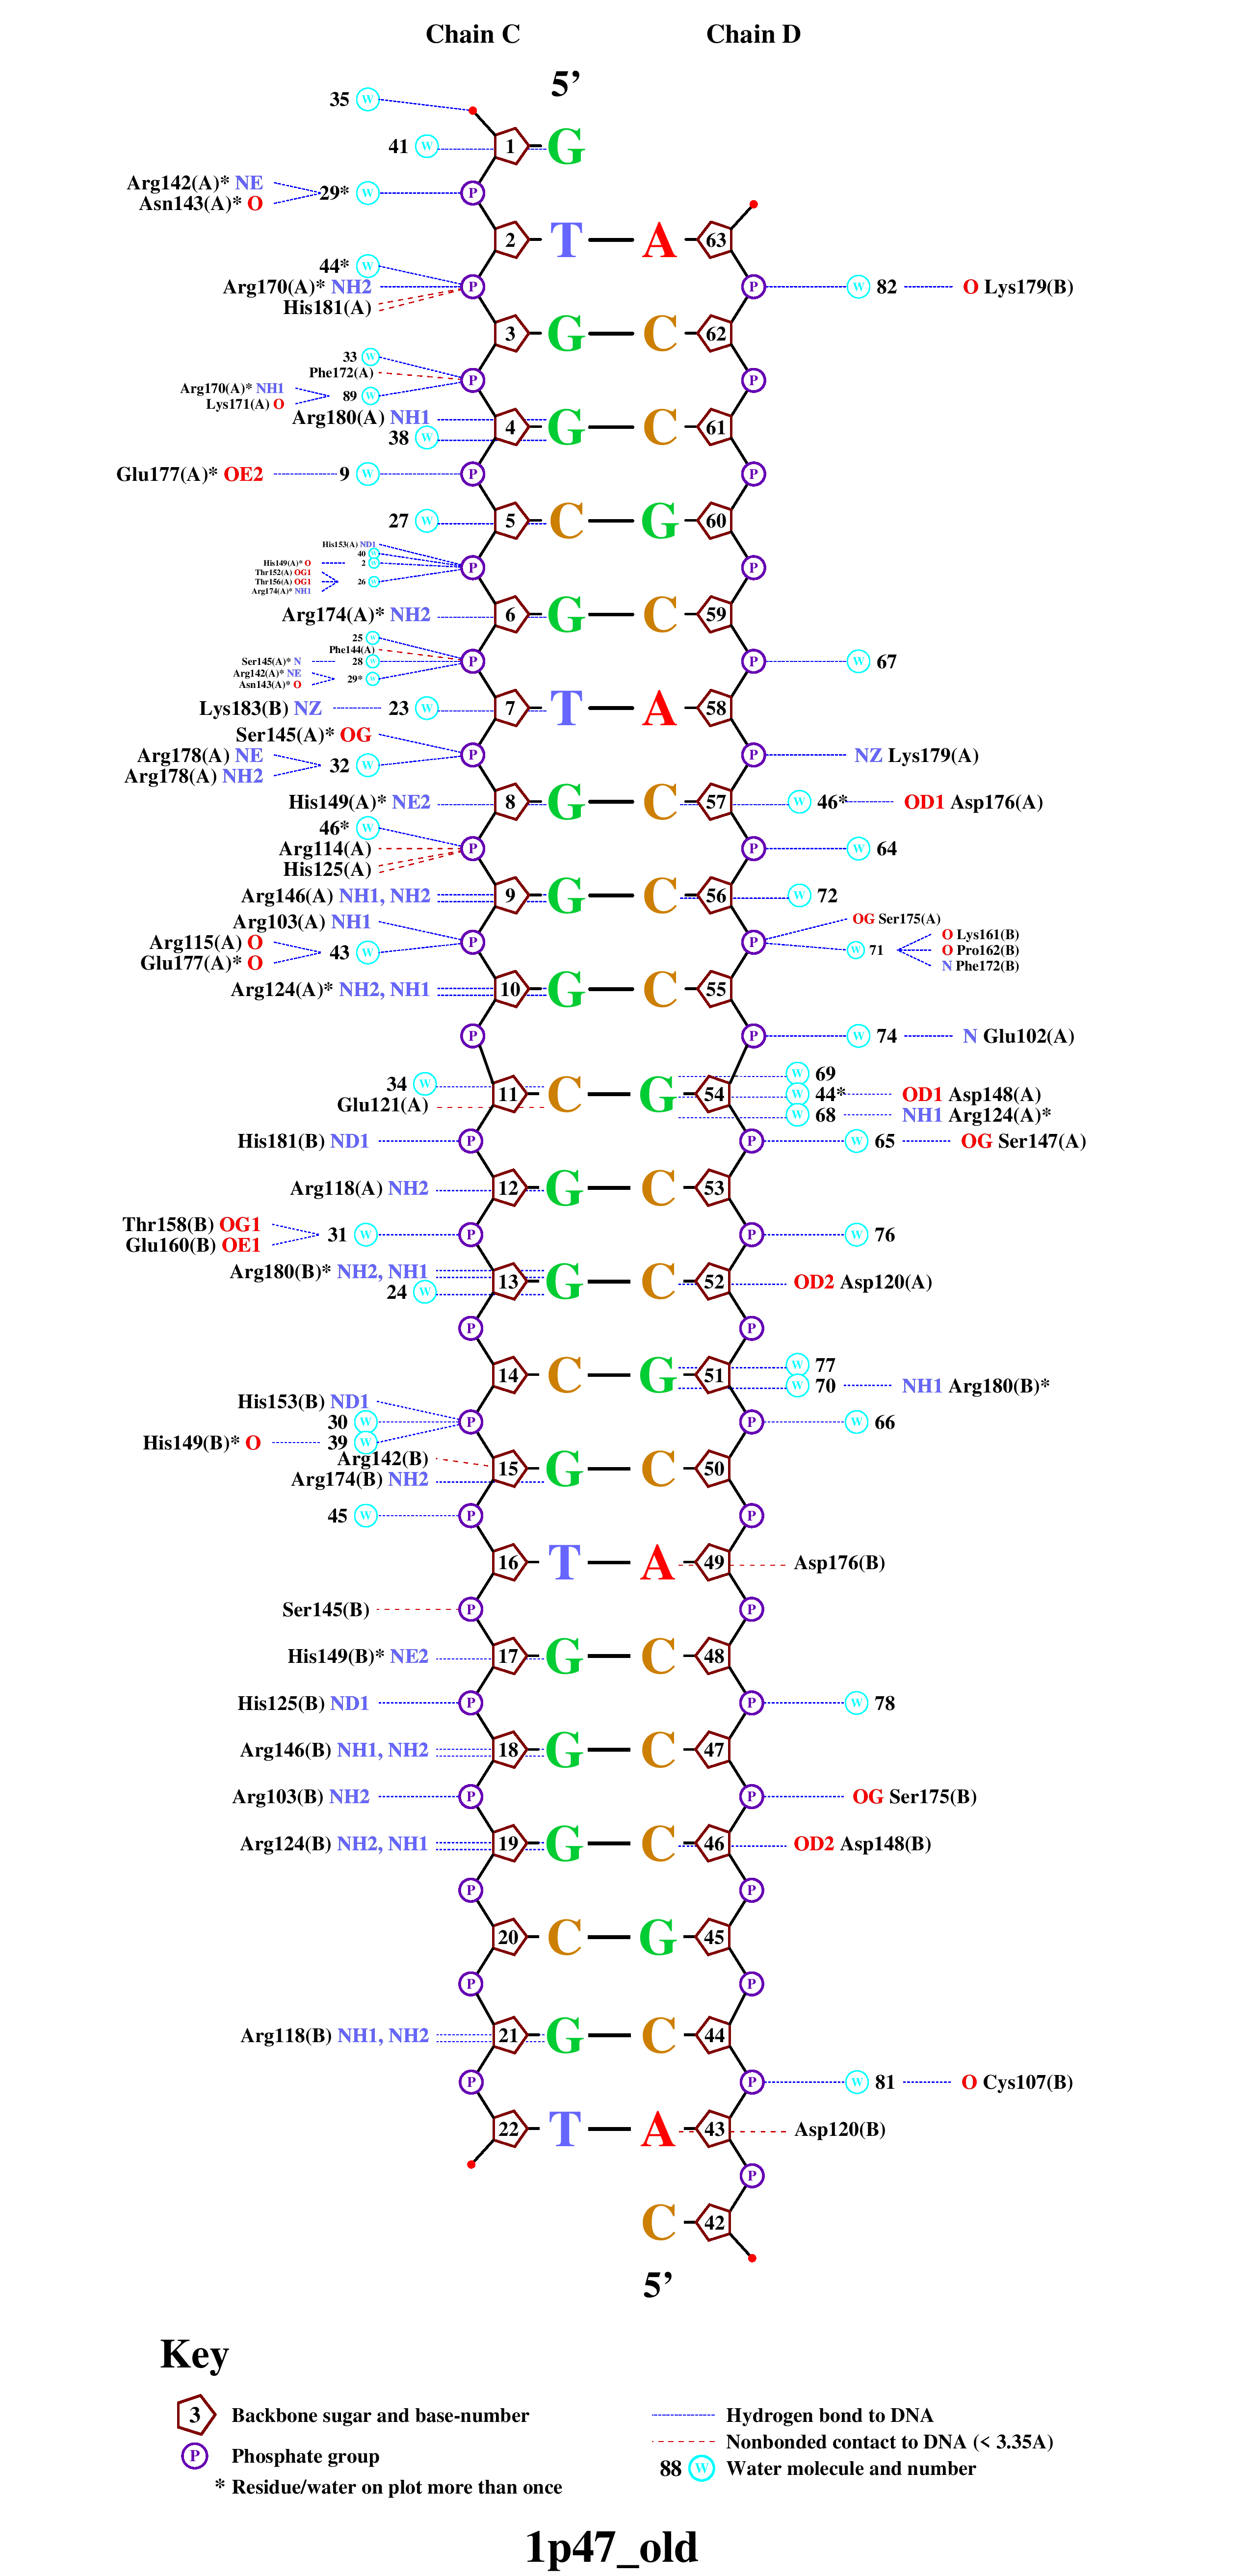 Chain C Chain D
5’
35 W
41 W 1 G
Arg142(A)* NE
29* W P
Asn143(A)* O
2 T A 63
44* W
Arg170(A)* NH2 P P W 82 O Lys179(B)
His181(A)
3 G C 62
33 W
Phe172(A)
P P
Arg170(A)* NH1
89 W
Lys171(A) O
Arg180(A) NH1
4 G C 61
38 W
Glu177(A)* OE2 9 W P P
27 W 5 C G 60
His153(A) ND1
40 W
His149(A)* O 2 W P P
Thr152(A) OG1
Thr156(A) OG1 26 W
Arg174(A)* NH1
Arg174(A)* NH2 6 G C 59
25 W
Phe144(A)
Ser145(A)* N 28 W P P W 67
Arg142(A)* NE
29* W
Asn143(A)* O
Lys183(B) NZ 23 W 7 T A 58
Ser145(A)* OG
Arg178(A) NE P P NZ Lys179(A)
32 W
Arg178(A) NH2
His149(A)* NE2 8 G C 57 W 46* OD1 Asp176(A)
46* W
Arg114(A) P P W 64
His125(A)
Arg146(A) NH1, NH2 9 G C 56 W 72
Arg103(A) NH1 OG Ser175(A)
O Lys161(B)
Arg115(A) O P P
43 W W 71 O Pro162(B)
Glu177(A)* O N Phe172(B)
Arg124(A)* NH2, NH1 10 G C 55
P P W 74 N Glu102(A)
W 69
34 W
11 C G 54 W 44* OD1 Asp148(A)
Glu121(A)
W 68 NH1 Arg124(A)*
His181(B) ND1 P P W 65 OG Ser147(A)
Arg118(A) NH2 12 G C 53
Thr158(B) OG1
31 W P P W 76
Glu160(B) OE1
Arg180(B)* NH2, NH1
13 G C 52 OD2 Asp120(A)
24 W
P P
W 77
14 C G 51
W 70 NH1 Arg180(B)*
His153(B) ND1
30 W P P W 66
His149(B)* O 39 W
Arg142(B)
15 G C 50
Arg174(B) NH2
45 W P P
16 T A 49 Asp176(B)
Ser145(B) P P
His149(B)* NE2 17 G C 48
His125(B) ND1 P P W 78
Arg146(B) NH1, NH2 18 G C 47
Arg103(B) NH2 P P OG Ser175(B)
Arg124(B) NH2, NH1 19 G C 46 OD2 Asp148(B)
P P
20 C G 45
P P
Arg118(B) NH1, NH2 21 G C 44
P P W 81 O Cys107(B)
22 T A 43 Asp120(B)
P
C 42
5’
Key
3 Backbone sugar and base-number Hydrogen bond to DNA
Nonbonded contact to DNA (< 3.35A)
P Phosphate group
88 W Water molecule and number
* Residue/water on plot more than once
1p47_old